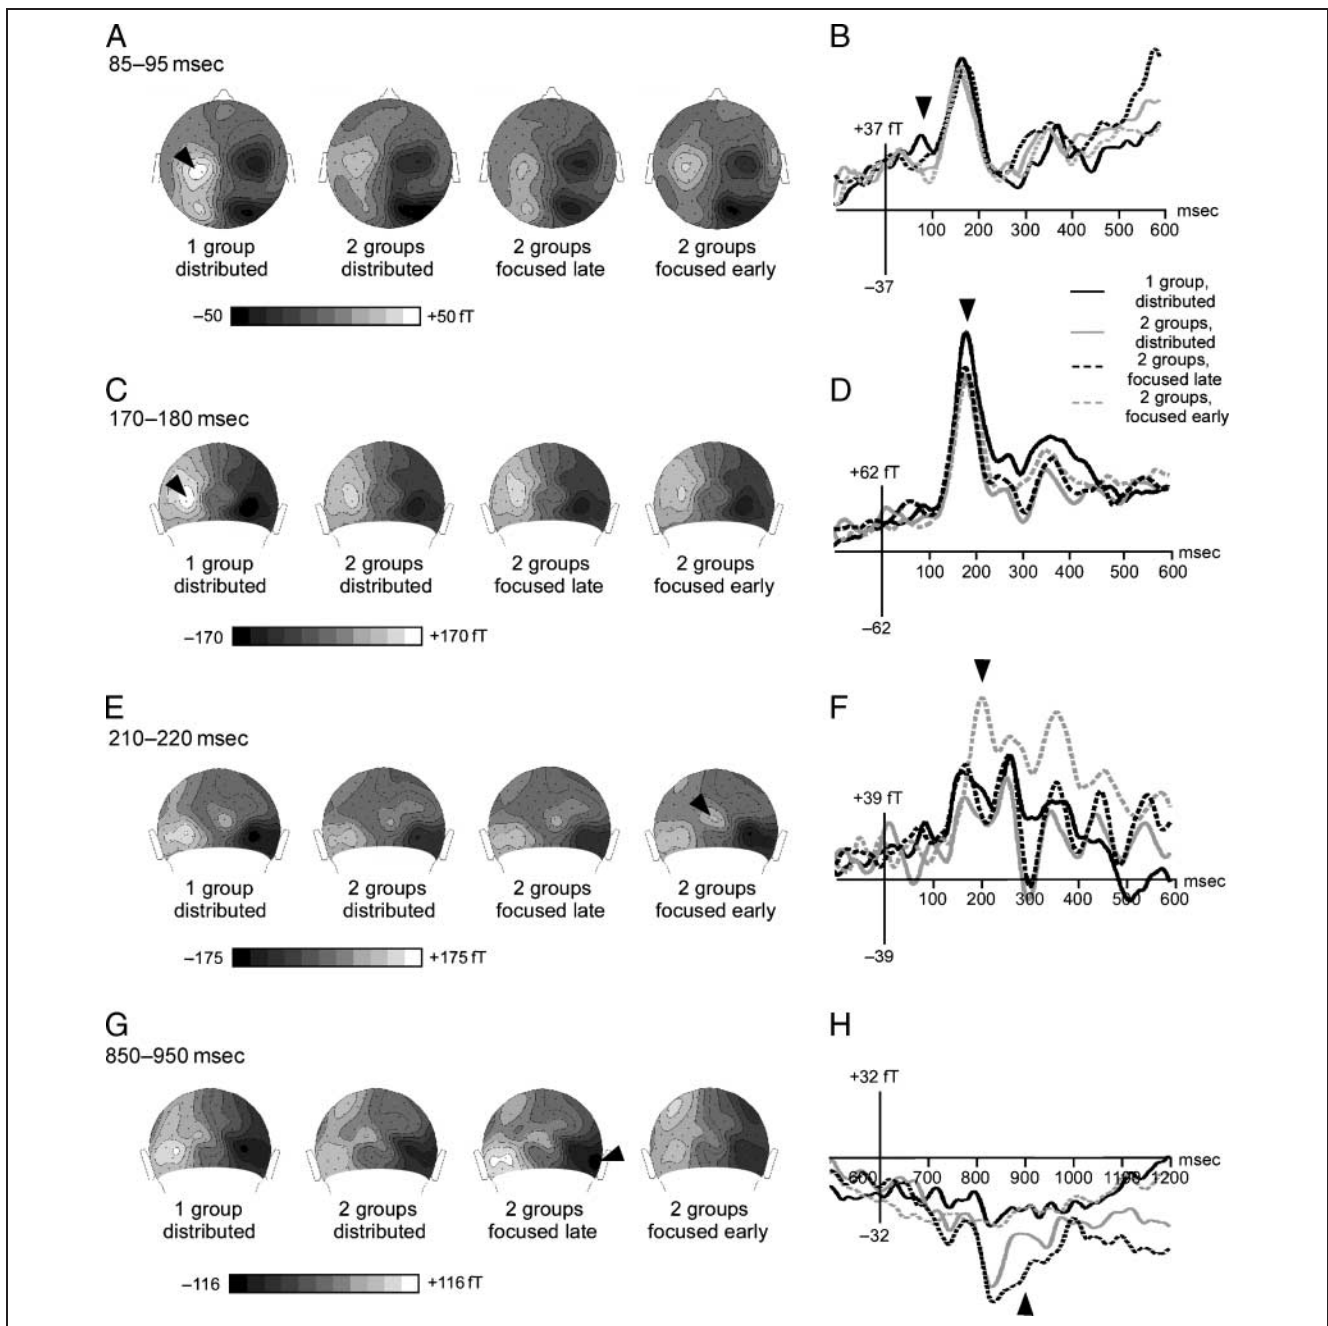 A
85–95 msec
1 group
distributed
2 groups
distributed
2 groups
focused late
2 groups
focused early
–50
+50 fT
B
+37 fT
msec
100 200 300 400 500 600
–37
1 group,
distributed
2 groups,
distributed
2 groups,
focused late
2 groups,
focused early
C
170–180 msec
1 group
distributed
2 groups
distributed
2 groups
focused late
2 groups
focused early
–170
+170 fT
D
+62 fT
msec
100 200 300 400 500 600
–62
E
210–220 msec
1 group
distributed
2 groups
distributed
2 groups
focused late
2 groups
focused early
–175
+175 fT
F
+39 fT
msec
100 200 300 400 500 600
–39
G
850–950 msec
1 group
distributed
2 groups
distributed
2 groups
focused late
2 groups
focused early
–116
+116 fT
H
+32 fT
msec
600 700 800 900 1000 1100 1200
–32